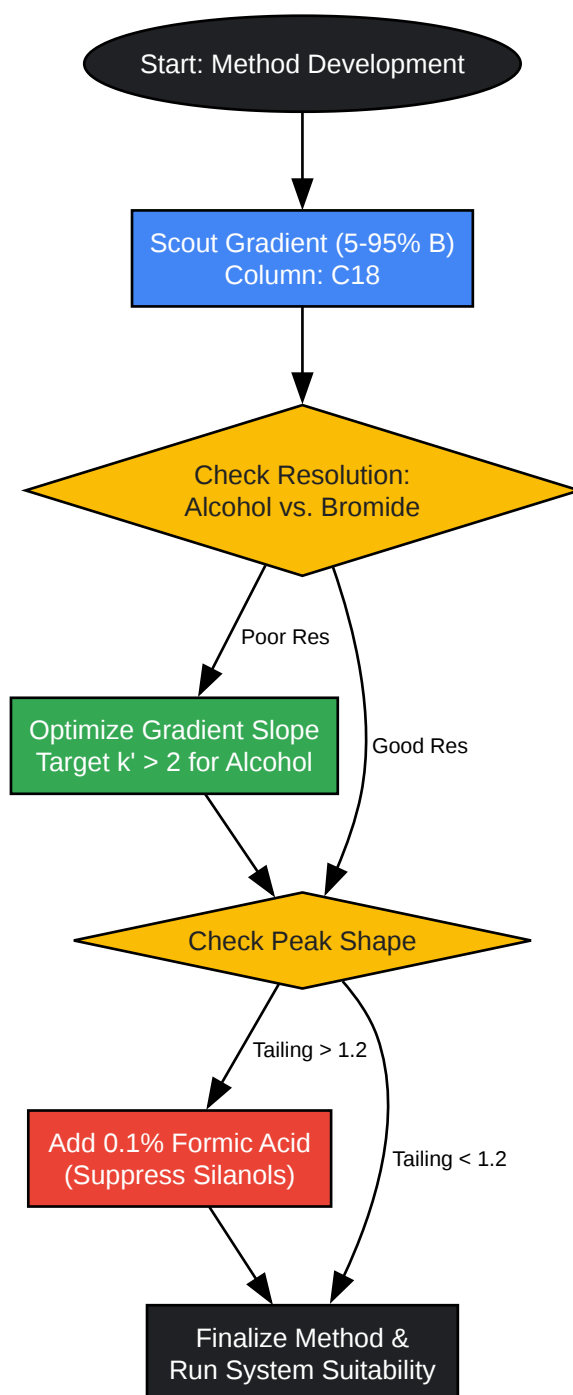 Start: Method Development
Scout Gradient (5-95% B)
Column: C18
Check Resolution:
Alcohol vs. Bromide
Poor Res
Optimize Gradient Slope
Target k' > 2 for Alcohol
Good Res
Check Peak Shape
Tailing > 1.2
Add 0.1% Formic Acid
(Suppress Silanols)
Tailing < 1.2
Finalize Method &
Run System Suitability